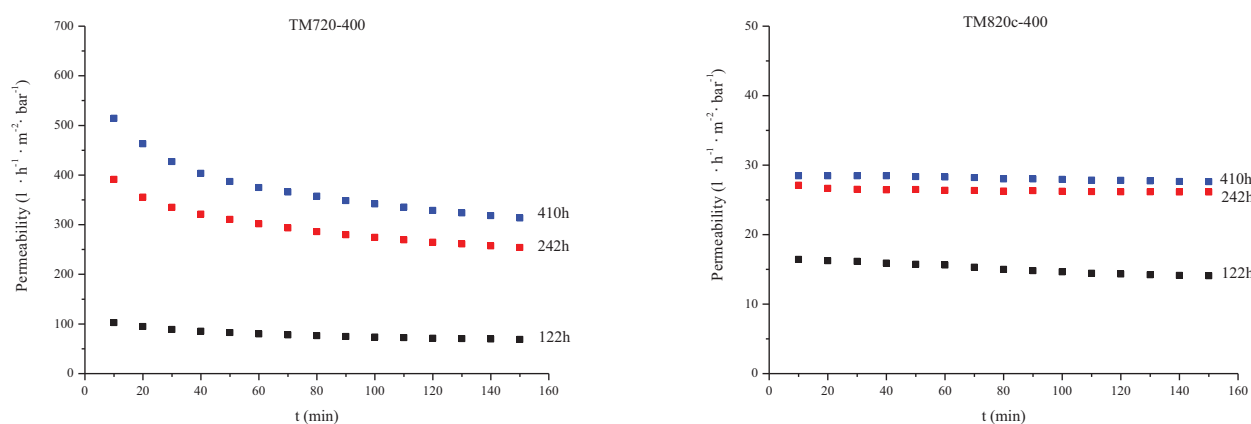 TM720-400
700
600
500
400
300
200
100
0
Permeability (l · h⁻¹ · m⁻² · bar⁻¹)
410h
242h
122h
0 20 40 60 80 100 120 140 160
t (min)
TM820c-400
50
40
30
20
10
0
Permeability (l · h⁻¹ · m⁻² · bar⁻¹)
410h
242h
122h
0 20 40 60 80 100 120 140 160
t (min)